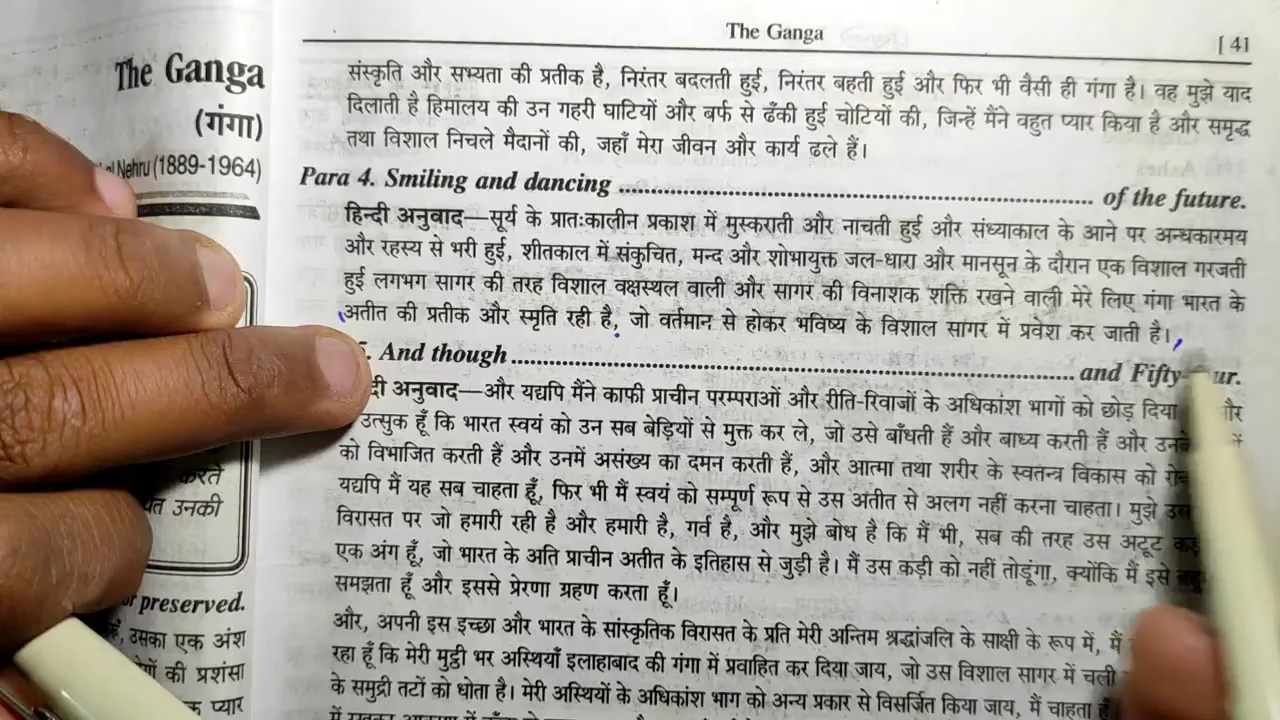 The Ganga
(गंगा)
Nehru (1889-1964)
करते
उनकी
preserved.
उसका एक अंश
की प्रशंसा
प्यार
The Ganga
[ 41
संस्कृति और सभ्यता की प्रतीक है, निरंतर बदलती हुई, निरंतर बहती हुई और फिर भी वैसी ही गंगा है। वह मुझे याद
दिलाती है हिमालय की उन गहरी घाटियों और बर्फ से ढँकी हुई चोटियों की, जिन्हें मैंने वहुत प्यार किया है और समृद्ध
तथा विशाल निचले मैदानों की, जहाँ मेरा जीवन और कार्य ढले हैं।
Para 4. Smiling and dancing .................................................................................. of the future.
हिन्दी अनुवाद—सूर्य के प्रातःकालीन प्रकाश में मुस्कराती और नाचती हुई और संध्याकाल के आने पर अन्धकारमय
और रहस्य से भरी हुई, शीतकाल में संकुचित, मन्द और शोभायुक्त जल-धारा और मानसून के दौरान एक विशाल गरजती
हुई लगभग सागर की तरह विशाल वक्षस्थल वाली और सागर की विनाशक शक्ति रखने वाली मेरे लिए गंगा भारत के
अतीत की प्रतीक और स्मृति रही है, जो वर्तमान से होकर भविष्य के विशाल सागर में प्रवेश कर जाती है।
And though .................................................................................................. and Fifty
अनुवाद—और यद्यपि मैंने काफी प्राचीन परम्पराओं और रीति-रिवाजों के अधिकांश भागों को छोड़ दिया
उत्सुक हूँ कि भारत स्वयं को उन सब बेड़ियों से मुक्त कर ले, जो उसे बाँधती हैं और बाध्य करती हैं और
को विभाजित करती हैं और उनमें असंख्य का दमन करती हैं, और आत्मा तथा शरीर के स्वतन्त्र विकास को
यद्यपि मैं यह सब चाहता हूँ, फिर भी मैं स्वयं को सम्पूर्ण रूप से उस अतीत से अलग नहीं करना चाहता। मुझे
विरासत पर जो हमारी रही है और हमारी है, गर्व है, और मुझे बोध है कि मैं भी, सब की तरह उस अटूट
एक अंग हूँ, जो भारत के अति प्राचीन अतीत के इतिहास से जुड़ी है। मैं उस कड़ी को नहीं तोडूंगा, क्योंकि मैं इसे
समझता हूँ और इससे प्रेरणा ग्रहण करता हूँ।
और, अपनी इस इच्छा और भारत के सांस्कृतिक विरासत के प्रति मेरी अन्तिम श्रद्धांजलि के साक्षी के रूप में, मैं
रहा हूँ कि मेरी मुट्ठी भर अस्थियाँ इलाहाबाद की गंगा में प्रवाहित कर दिया जाय, जो उस विशाल सागर में चली
के समुद्री तटों को धोता है। मेरी अस्थियों के अधिकांश भाग को अन्य प्रकार से विसर्जित किया जाय, मैं चाहता